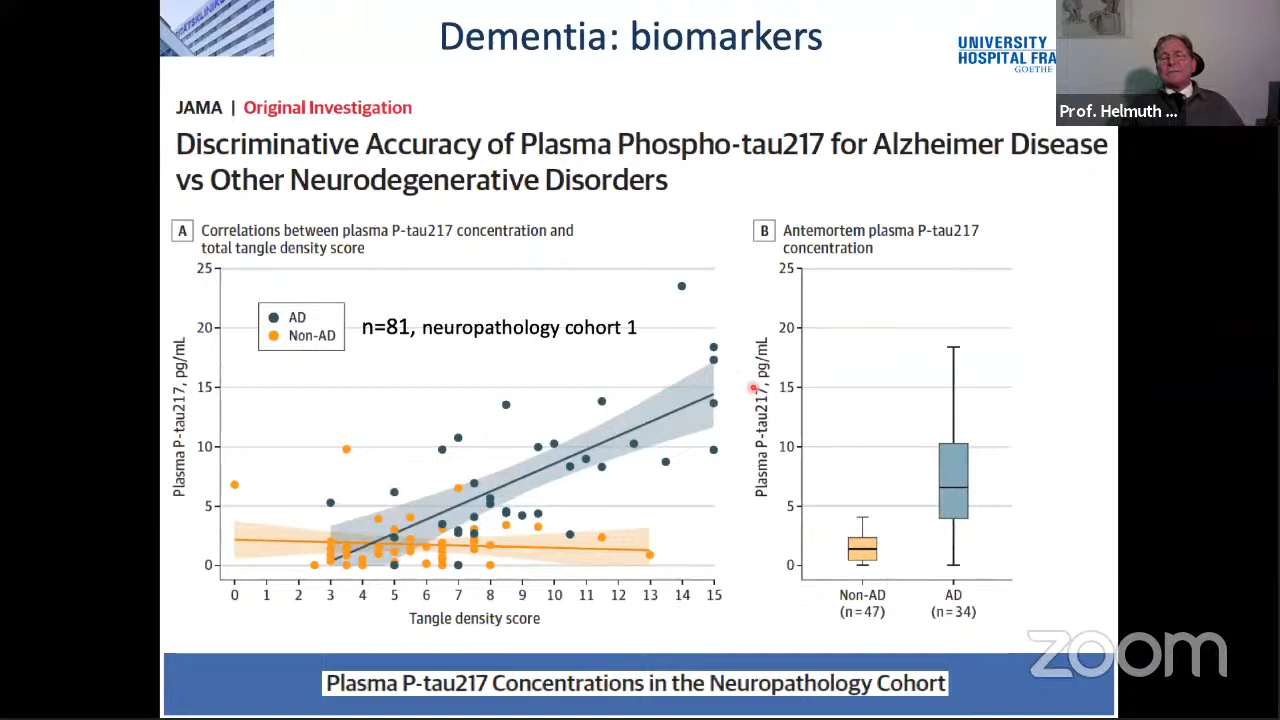 Dementia: biomarkers
UNIVERSITY
HOSPITAL FRA
GOETHE
Prof. Helmuth ...
JAMA | Original Investigation
Discriminative Accuracy of Plasma Phospho-tau217 for Alzheimer Disease
vs Other Neurodegenerative Disorders
A Correlations between plasma P-tau217 concentration and
total tangle density score
25
20
15
10
5
0
Plasma P-tau217, pg/mL
AD
Non-AD
n=81, neuropathology cohort 1
0 1 2 3 4 5 6 7 8 9 10 11 12 13 14 15
Tangle density score
B Antemortem plasma P-tau217
concentration
25
20
15
10
5
0
Plasma P-tau217, pg/mL
Non-AD
(n=47)
AD
(n=34)
zoom
Plasma P-tau217 Concentrations in the Neuropathology Cohort